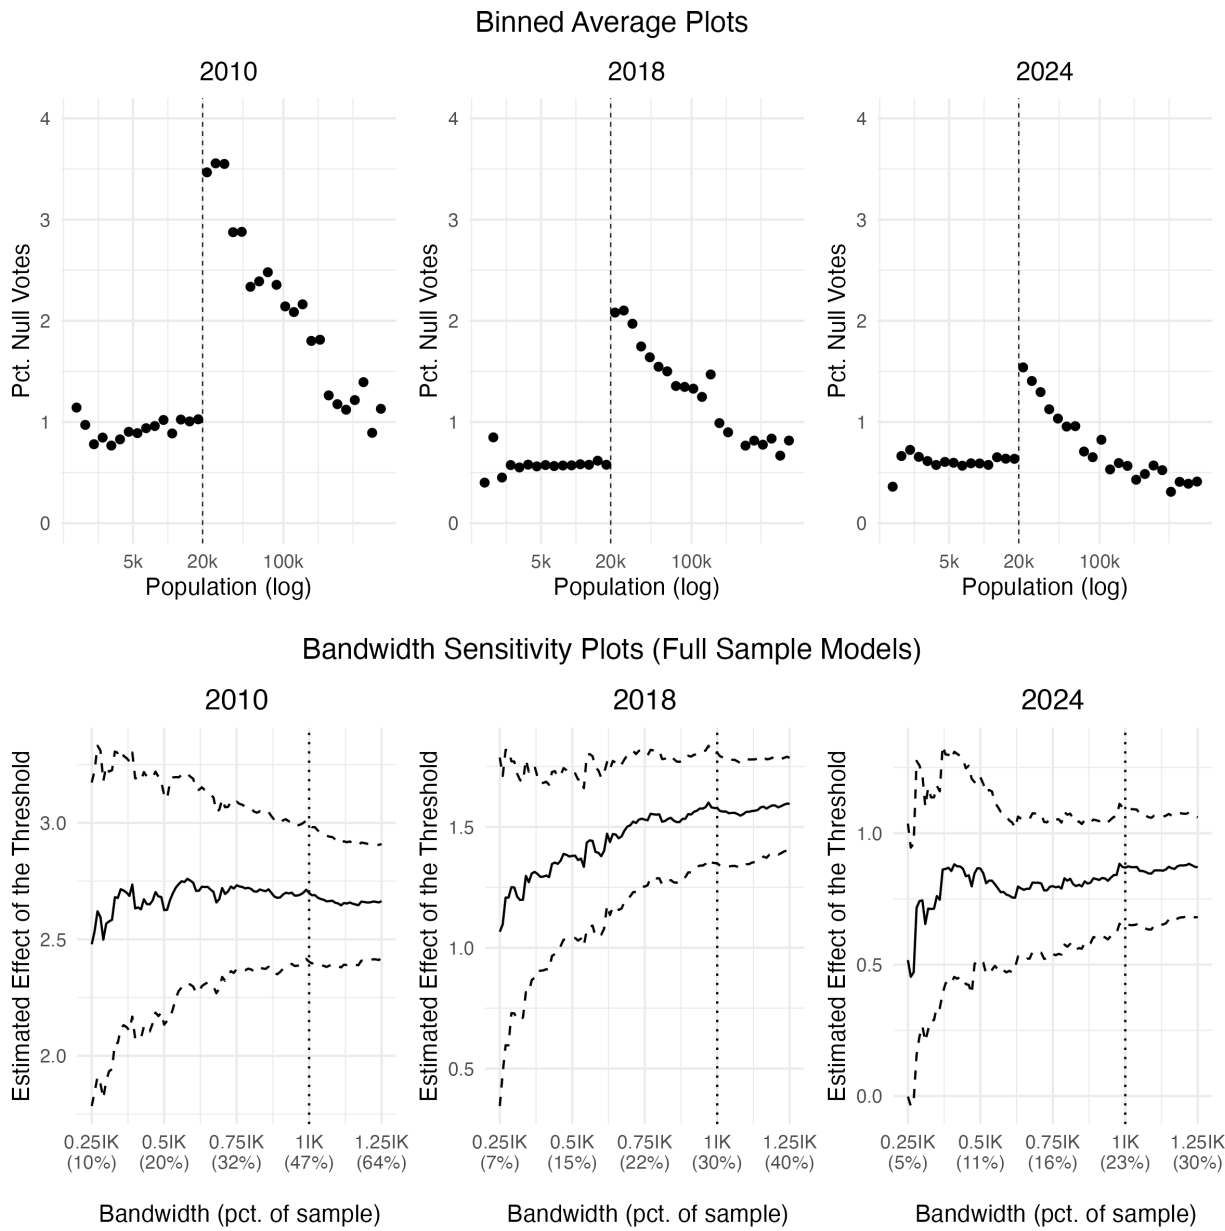 Binned Average Plots
2010
2018
2024
Pct. Null Votes
4
3
2
1
0
5k 20k 100k
Population (log)
Pct. Null Votes
4
3
2
1
0
5k 20k 100k
Population (log)
Pct. Null Votes
4
3
2
1
0
5k 20k 100k
Population (log)
Bandwidth Sensitivity Plots (Full Sample Models)
2010
2018
2024
Estimated Effect of the Threshold
3.0
2.5
2.0
0.25IK 0.5IK 0.75IK 1IK 1.25IK
(10%) (20%) (32%) (47%) (64%)
Bandwidth (pct. of sample)
Estimated Effect of the Threshold
1.5
1.0
0.5
0.25IK 0.5IK 0.75IK 1IK 1.25IK
(7%) (15%) (22%) (30%) (40%)
Bandwidth (pct. of sample)
Estimated Effect of the Threshold
1.0
0.5
0.0
0.25IK 0.5IK 0.75IK 1IK 1.25IK
(5%) (11%) (16%) (23%) (30%)
Bandwidth (pct. of sample)